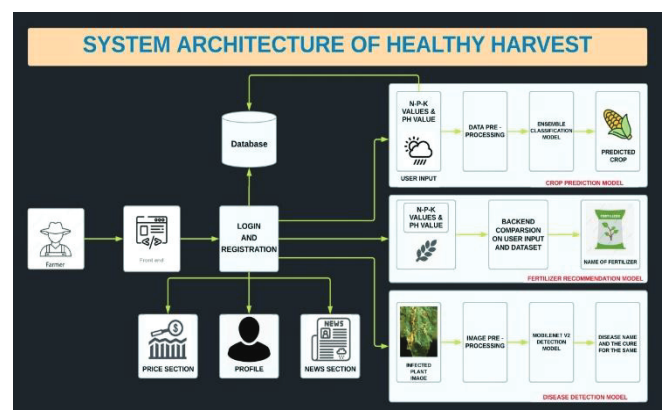 SYSTEM ARCHITECTURE OF HEALTHY HARVEST
Database
Farmer
Front end
LOGIN
AND
REGISTRATION
PRICE SECTION
PROFILE
NEWS
NEWS SECTION
N-P-K
VALUES &
PH VALUE
USER INPUT
DATA PRE -
PROCESSING
ENSEMBLE
CLASSIFICATION
MODEL
PREDICTED
CROP
CROP PREDICTION MODEL
N-P-K
VALUES &
PH VALUE
BACKEND
COMPARSION
ON USER INPUT
AND DATASET
FERTILIZER
NAME OF FERTILIZER
FERTILIZER RECOMMENDATION MODEL
INFECTED
PLANT
IMAGE
IMAGE PRE -
PROCESSING
MOBILENET V2
DETECTION
MODEL
DISEASE NAME
AND THE CURE
FOR THE SAME
DISEASE DETECTION MODEL